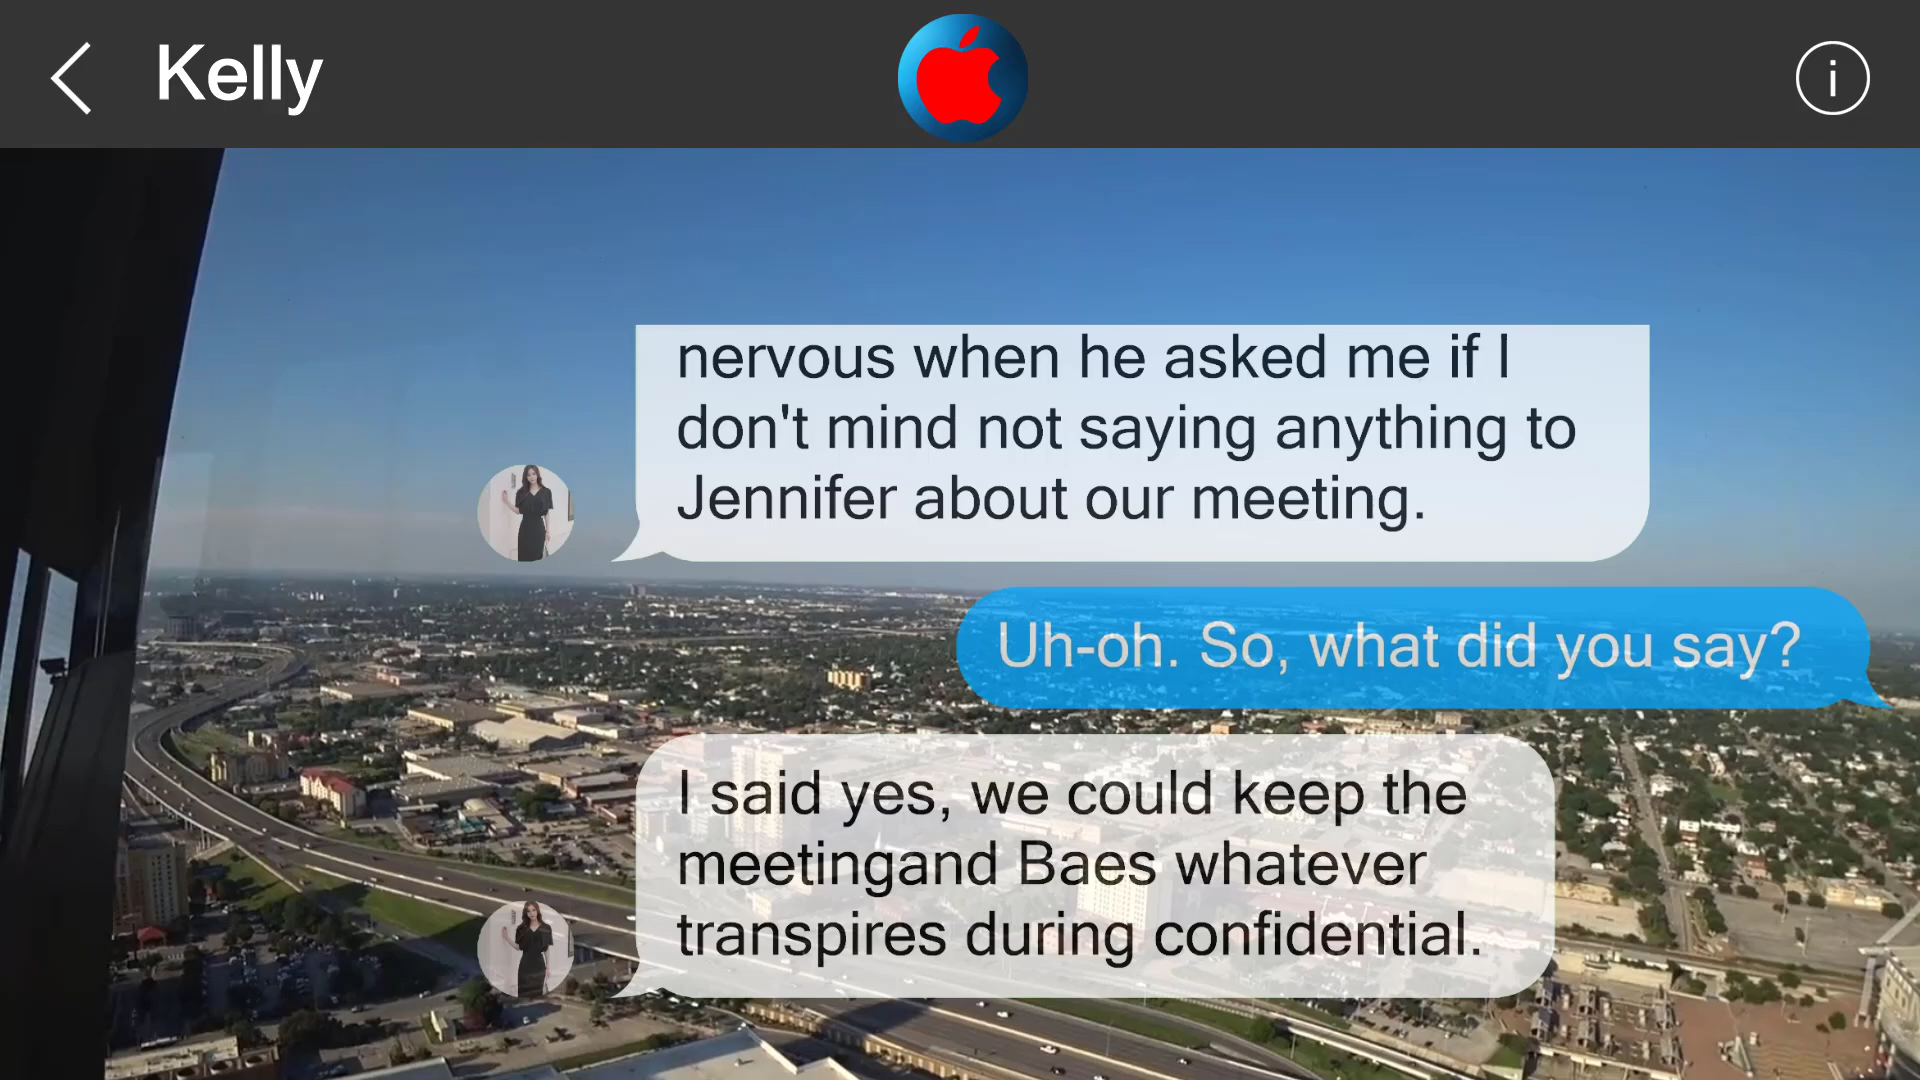 Kelly
i
nervous when he asked me if I
don't mind not saying anything to
Jennifer about our meeting.
Uh-oh. So, what did you say?
I said yes, we could keep the
meetingand Baes whatever
transpires during confidential.